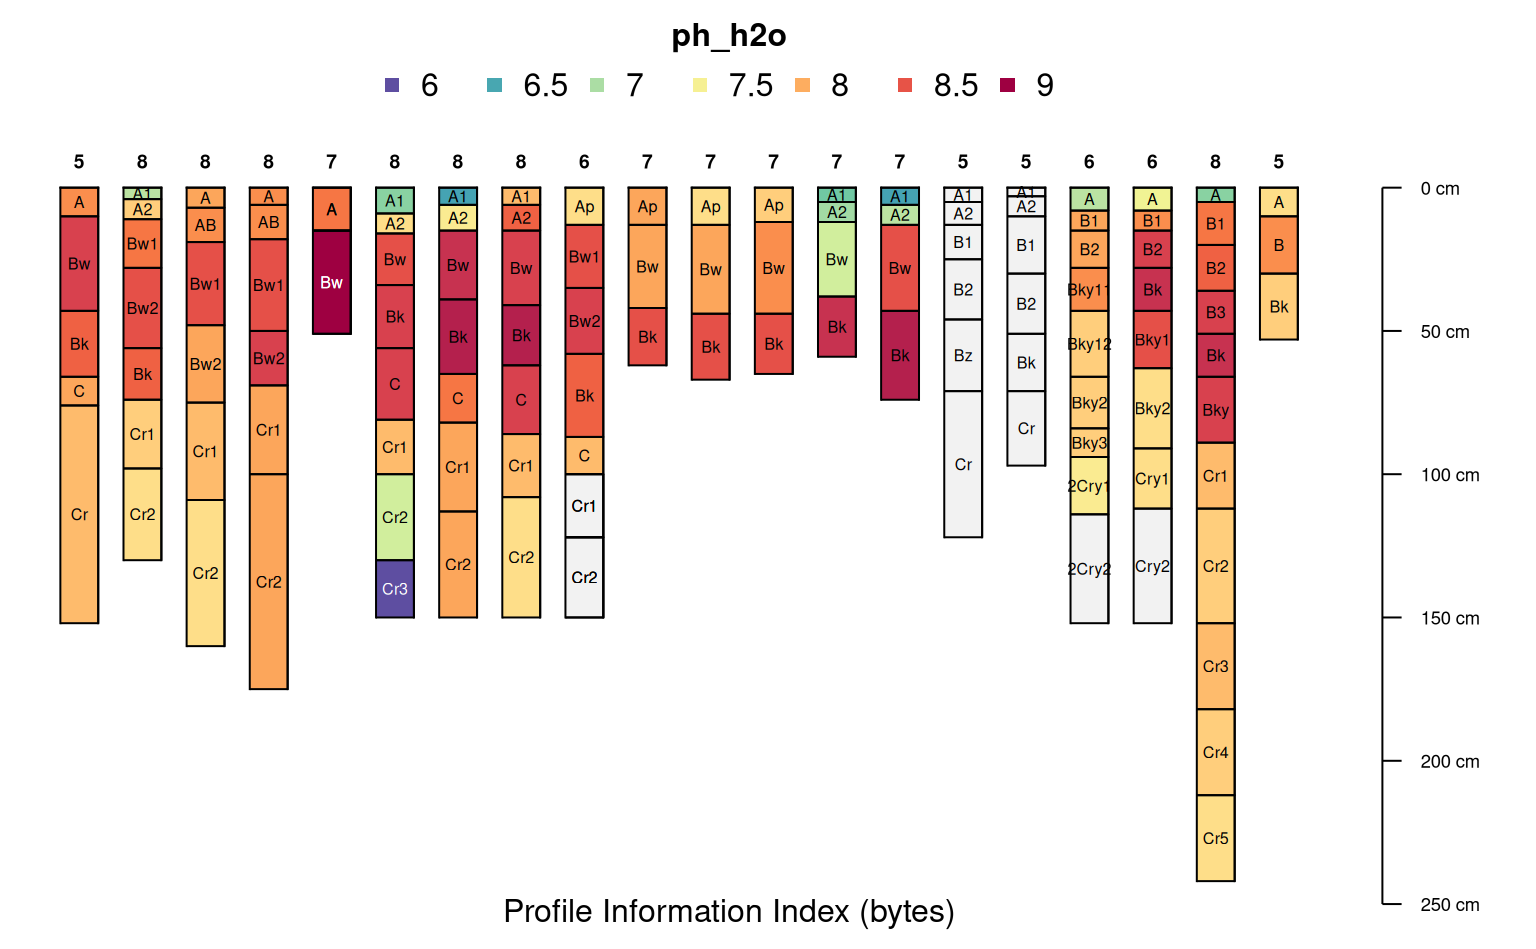 ph_h2o
6 6.5 7 7.5 8 8.5 9
5 8 8 8 7 8 8 8 6 7 7 7 7 7 5 5 6 6 8 5
A Bw Bk C Cr
A1 A2 Bw1 Bw2 Bk Cr1 Cr2
A AB Bw1 Bw2 Cr1 Cr2
A AB Bw1 Bw2 Cr1 Cr2
A Bw
A1 A2 Bw Bk C Cr1 Cr2 Cr3
A1 A2 Bw Bk C Cr1 Cr2
A1 A2 Bw Bk C Cr1 Cr2
Ap Bw1 Bw2 Bk C Cr1 Cr2
Ap Bw Bk
Ap Bw Bk
Ap Bw Bk
A1 A2 Bw Bk
A1 A2 Bw Bk
A1 A2 B1 B2 Bz Cr
A1 A2 B1 B2 Bk Cr
A B1 B2 Bky11 Bky12 Bky2 Bky3 2Cry1 2Cry2
A B1 B2 Bk Bky1 Bky2 Cry1 Cry2
A B1 B2 B3 Bk Bky Cr1 Cr2 Cr3 Cr4 Cr5
A B Bk
0 cm
50 cm
100 cm
150 cm
200 cm
250 cm
Profile Information Index (bytes)